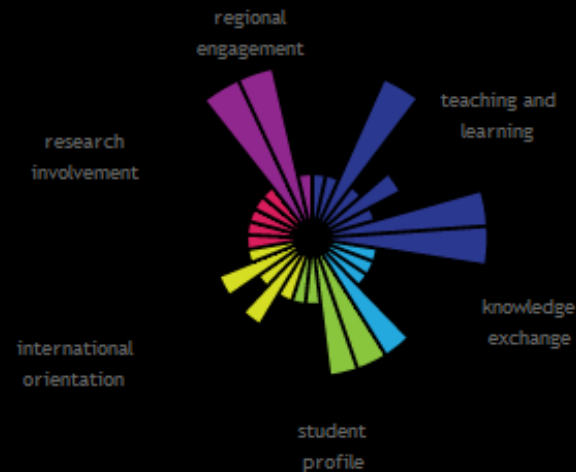 regional
engagement
teaching and
learning
research
involvement
knowledge
exchange
international
orientation
student
profile